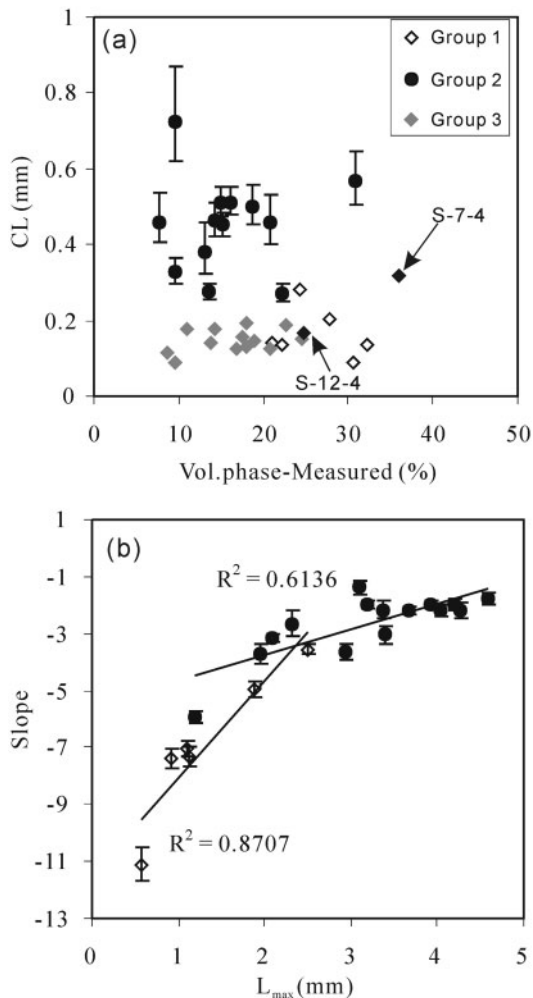 (a)
Group 1
Group 2
Group 3
1
0.8
0.6
0.4
0.2
0
CL (mm)
S-7-4
S-12-4
0 10 20 30 40 50
Vol.phase-Measured (%)
(b)
1
-1
-3
-5
-7
-9
-11
-13
Slope
R² = 0.6136
R² = 0.8707
0 1 2 3 4 5
Lmax (mm)